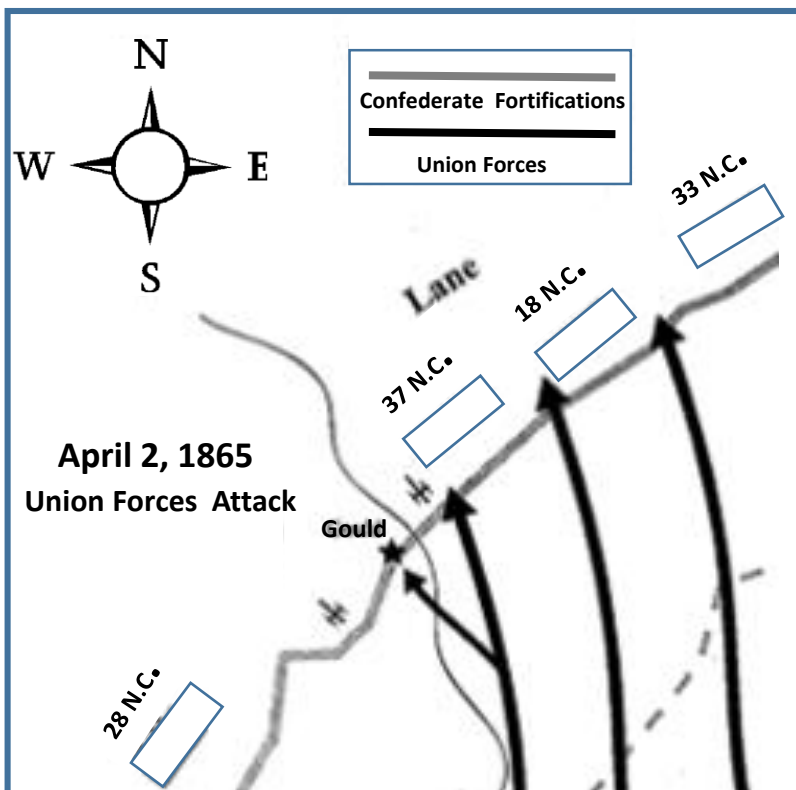 N
W E
S
Confederate Fortifications
Union Forces
33 N.C.
Lane
18 N.C.
37 N.C.
April 2, 1865
Union Forces Attack
Gould
28 N.C.